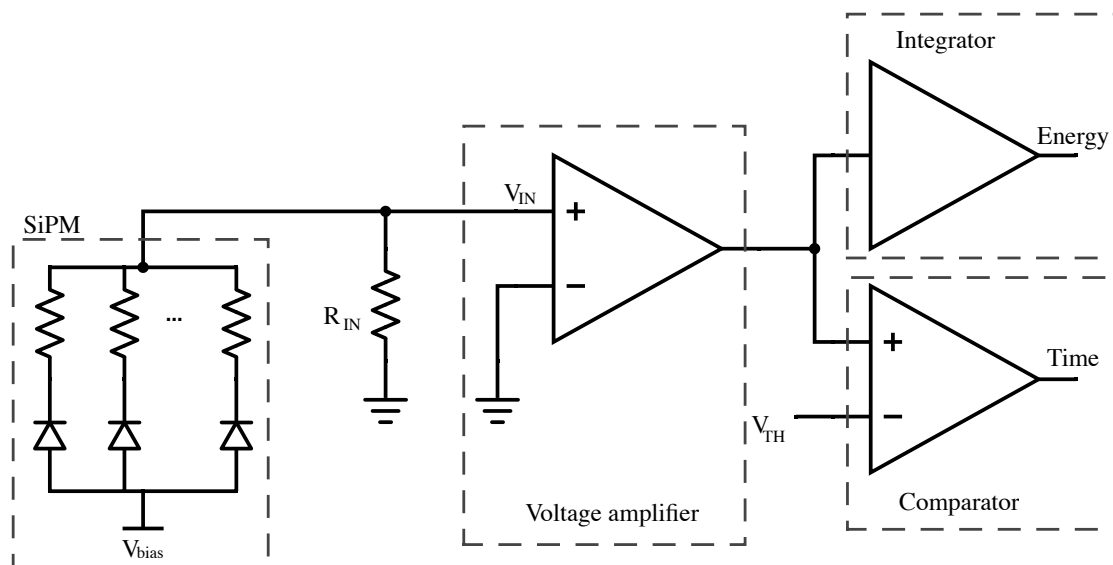 Integrator
Energy
V_IN
SiPM
+
−
...
R_IN
+
Time
−
V_TH
Comparator
Voltage amplifier
V_bias